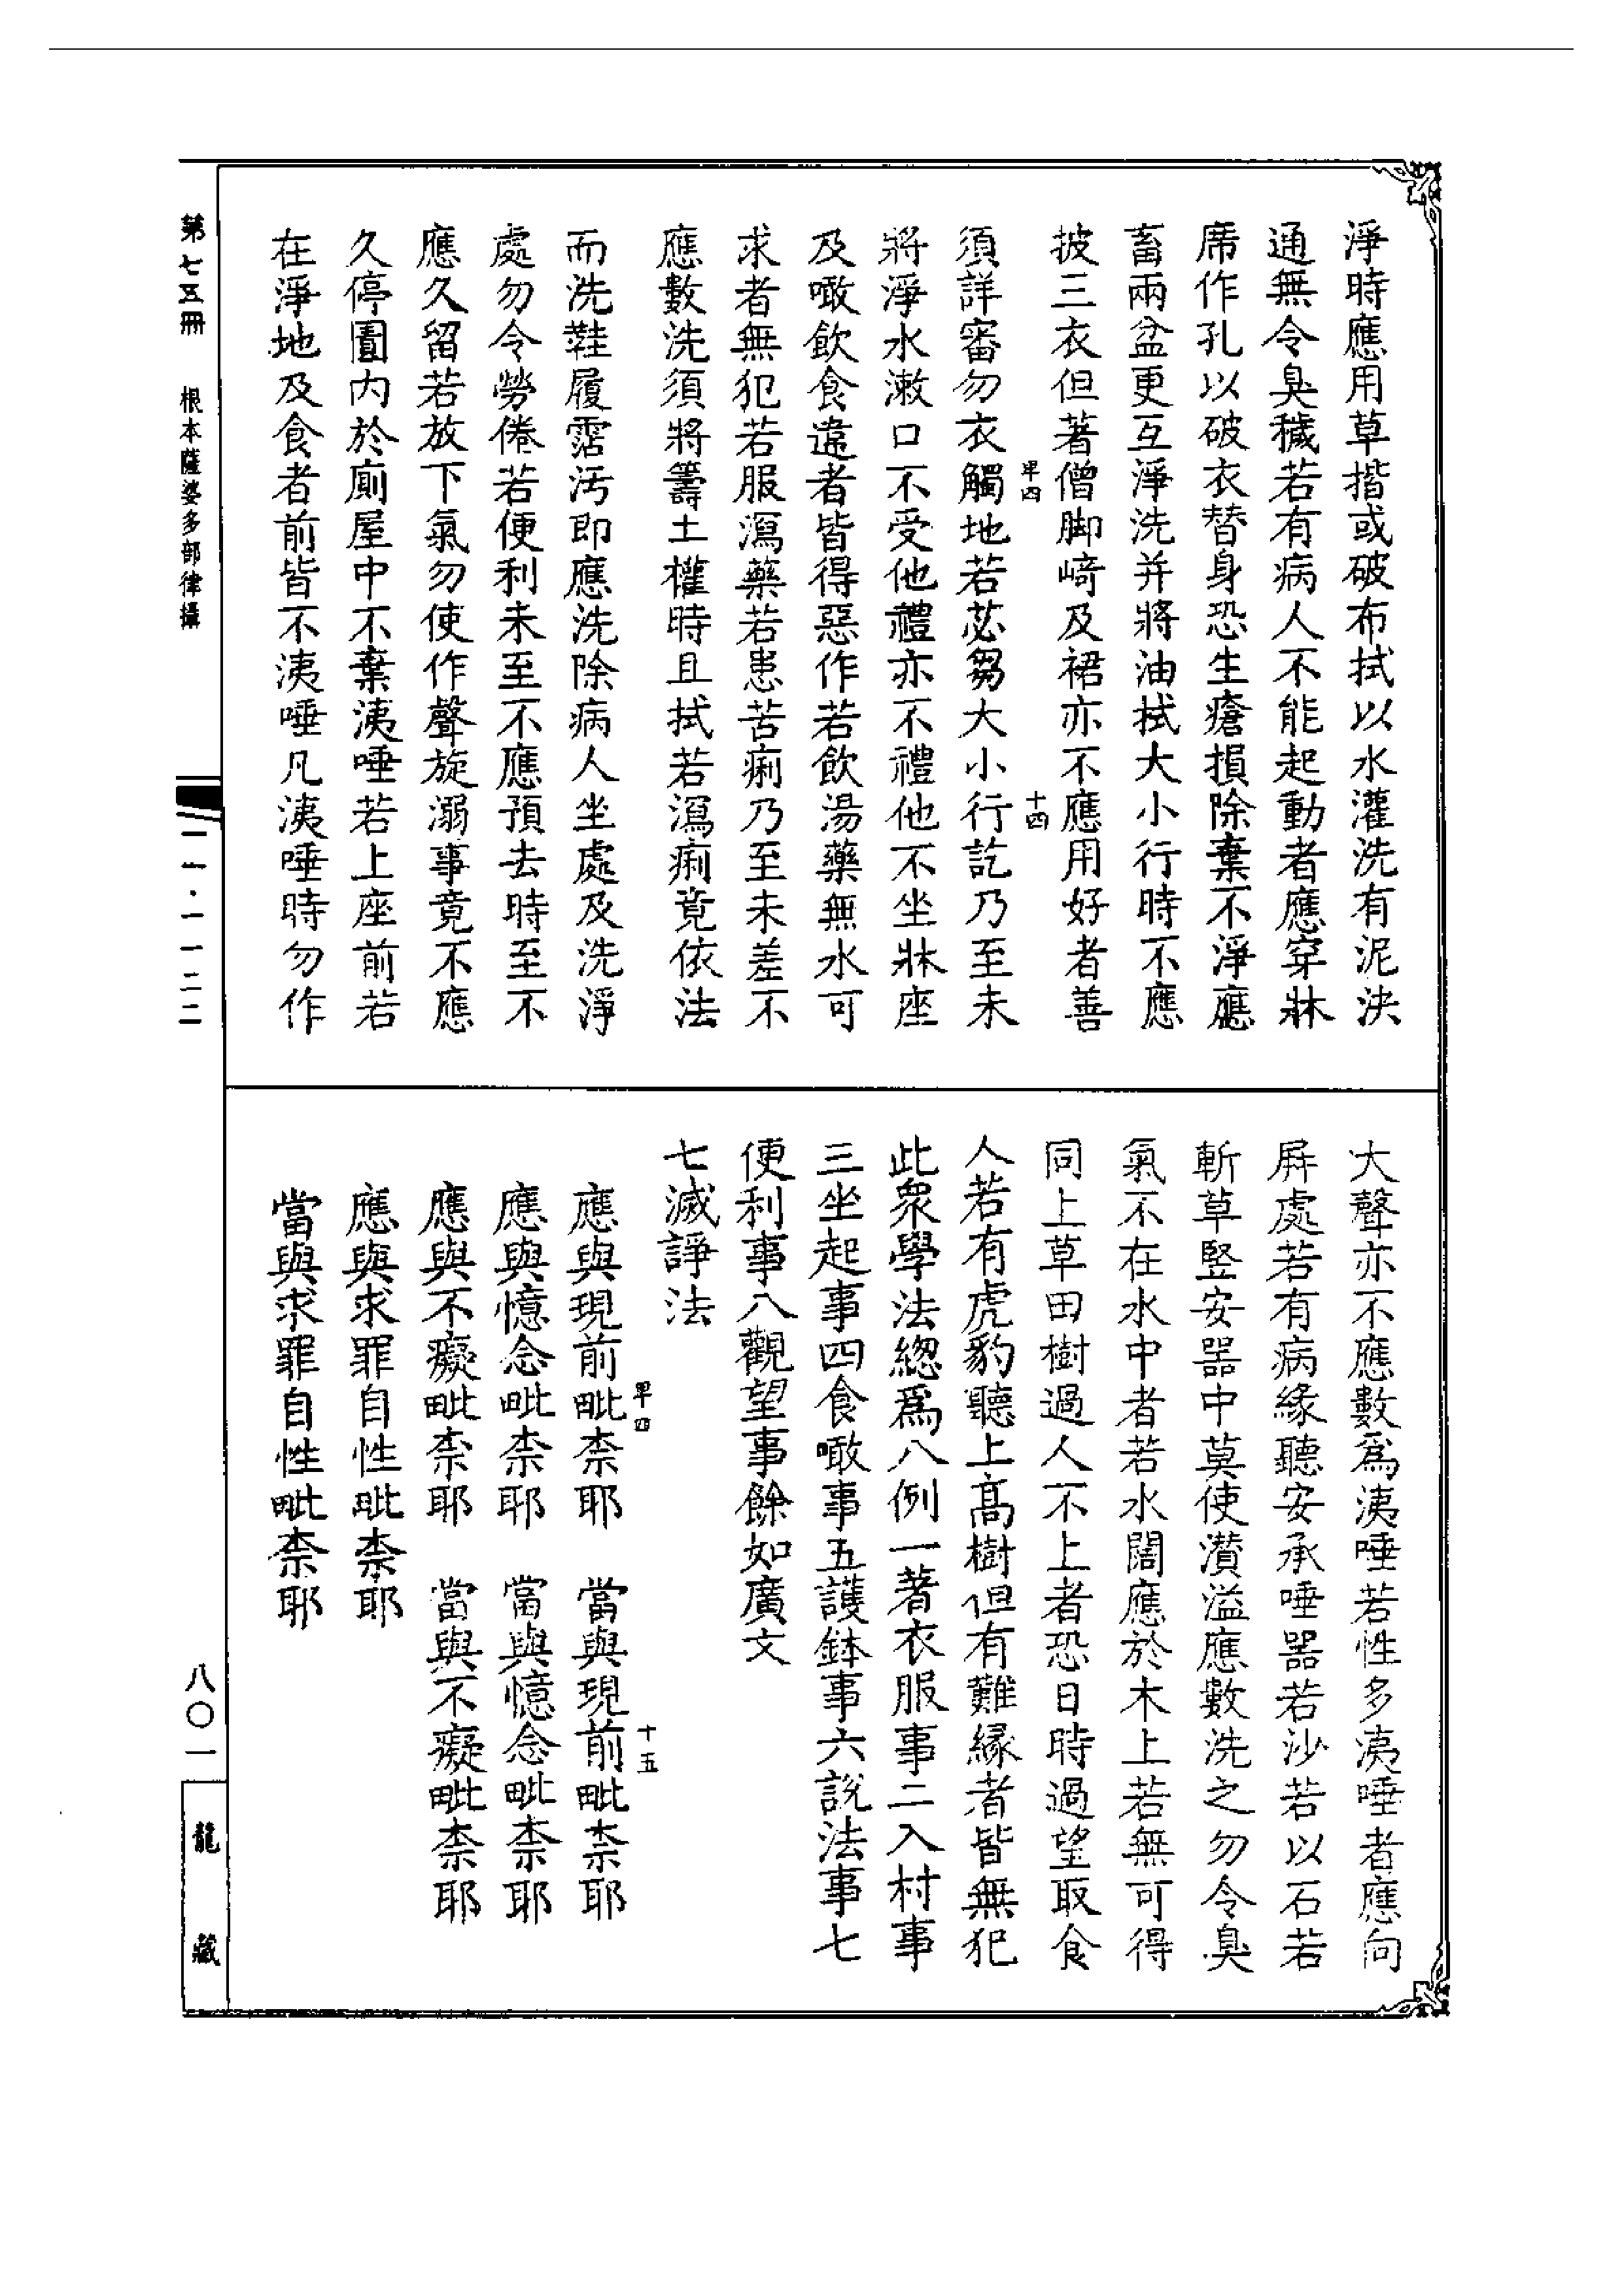 淨時應用草揩或破布拭以水灌洗有泥決
通無令臭穢若有病人不能起動者應穿牀
席作孔以破衣替身恐生瘡損除棄不淨應
畜兩盆更互淨洗并將油拭大小行時不應
披三衣但著僧脚崎及裙亦不應用好者善
須詳審勿衣觸地若苾芻大小行訖乃至未
將淨水漱口不受他禮亦不禮他不坐牀座
及噉飲食違者皆得惡作若飲湯藥無水可
求者無犯若服瀉藥若患苦痢乃至未差不
應數洗須將籌土權時且拭若瀉痢竟依法
而洗鞋履霑汚即應洗除病人坐處及洗淨
處勿令勞倦若便利未至不應預去時至不
應久留若放下氣勿使作聲旋溺事竟不應
久停圊内於廁屋中不棄洟唾若上座前若
在淨地及食者前皆不洟唾凡洟唾時勿作
早四
十四
大聲亦不應數爲洟唾若性多洟唾者應向
屏處若有病緣聽安承唾器若沙若以石若
斬草竪安器中莫使濽溢應數洗之勿令臭
氣不在水中者若水闊應於木上若無可得
同上草田樹過人不上者恐日時過望取食
人若有虎豹聽上高樹但有難緣者皆無犯
此衆學法總爲八例一著衣服事二入村事
三坐起事四食噉事五護鉢事六說法事七
便利事八觀望事餘如廣文
七滅諍法
應與現前毗柰耶　當與現前毗柰耶
應與憶念毗柰耶　當與憶念毗柰耶
應與不癡毗柰耶　當與不癡毗柰耶
應與求罪自性毗柰耶
當與求罪自性毗柰耶
早四
十五
第七五冊　根本薩婆多部律攝
一一·一一二二
八〇一
龍藏